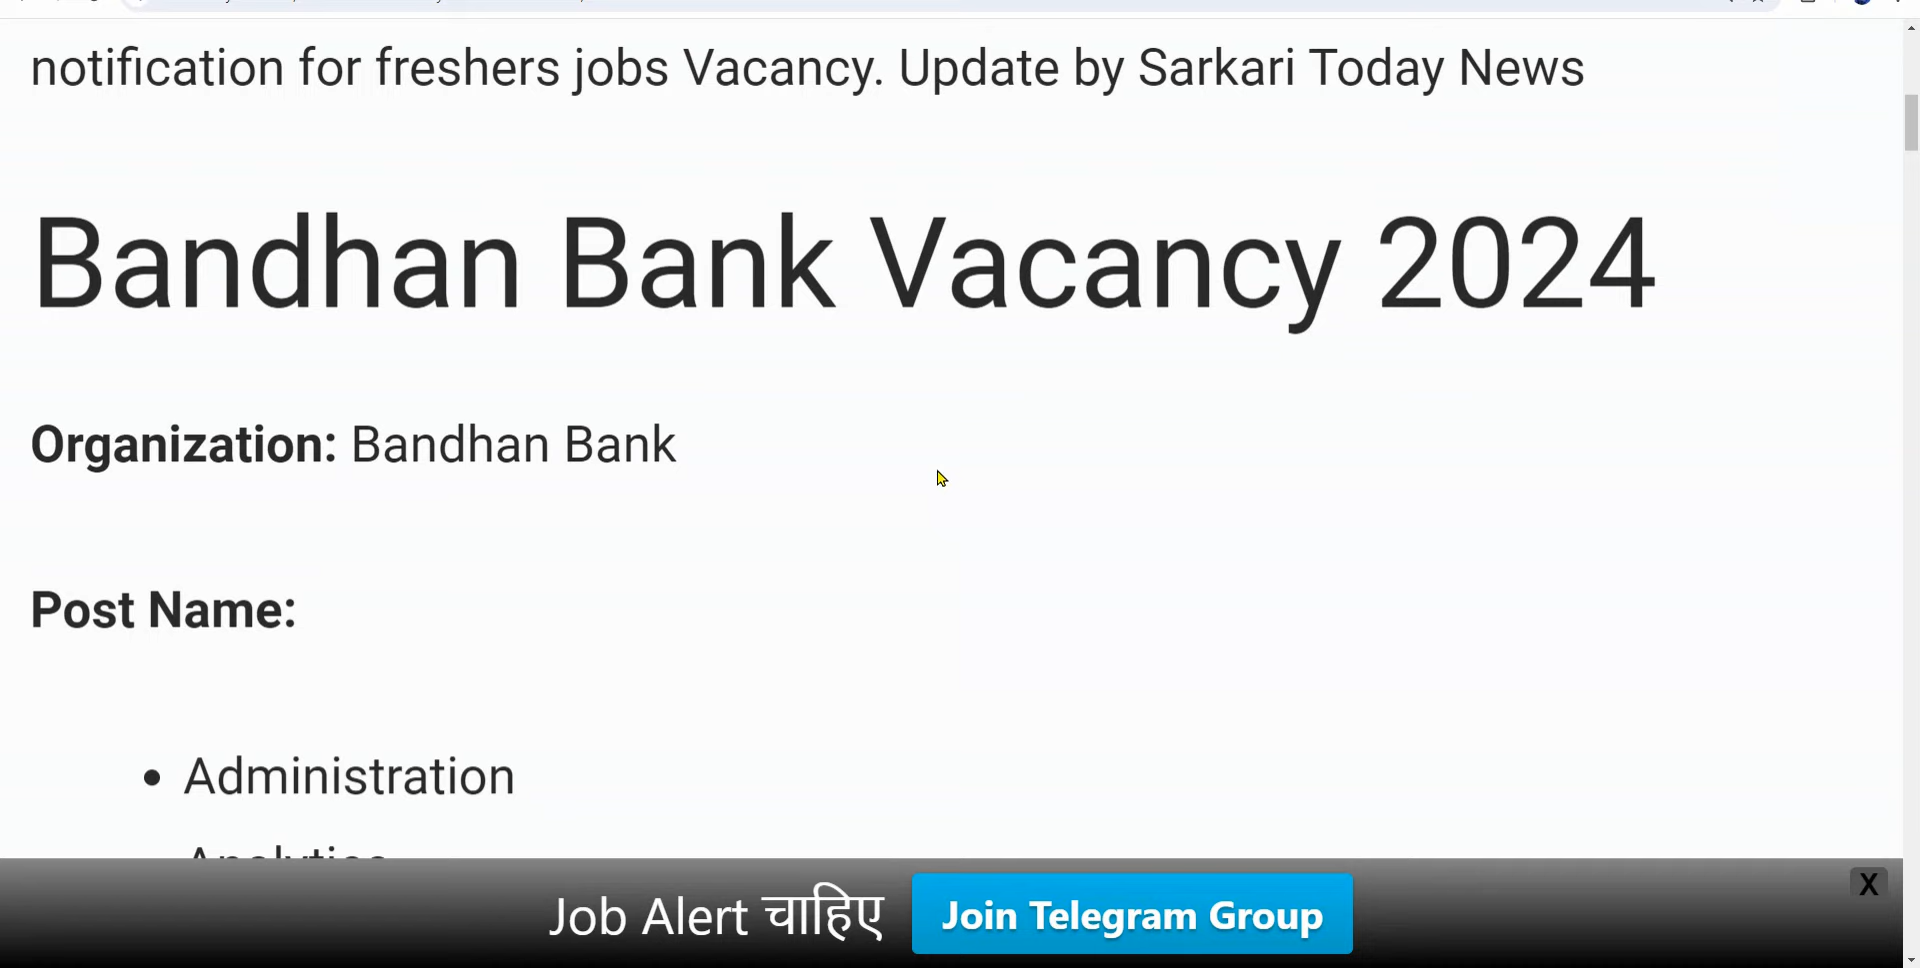 notification for freshers jobs Vacancy. Update by Sarkari Today News
Bandhan Bank Vacancy 2024
Organization: Bandhan Bank
Post Name:
• Administration
Analytics
Job Alert चाहिए
Join Telegram Group
X